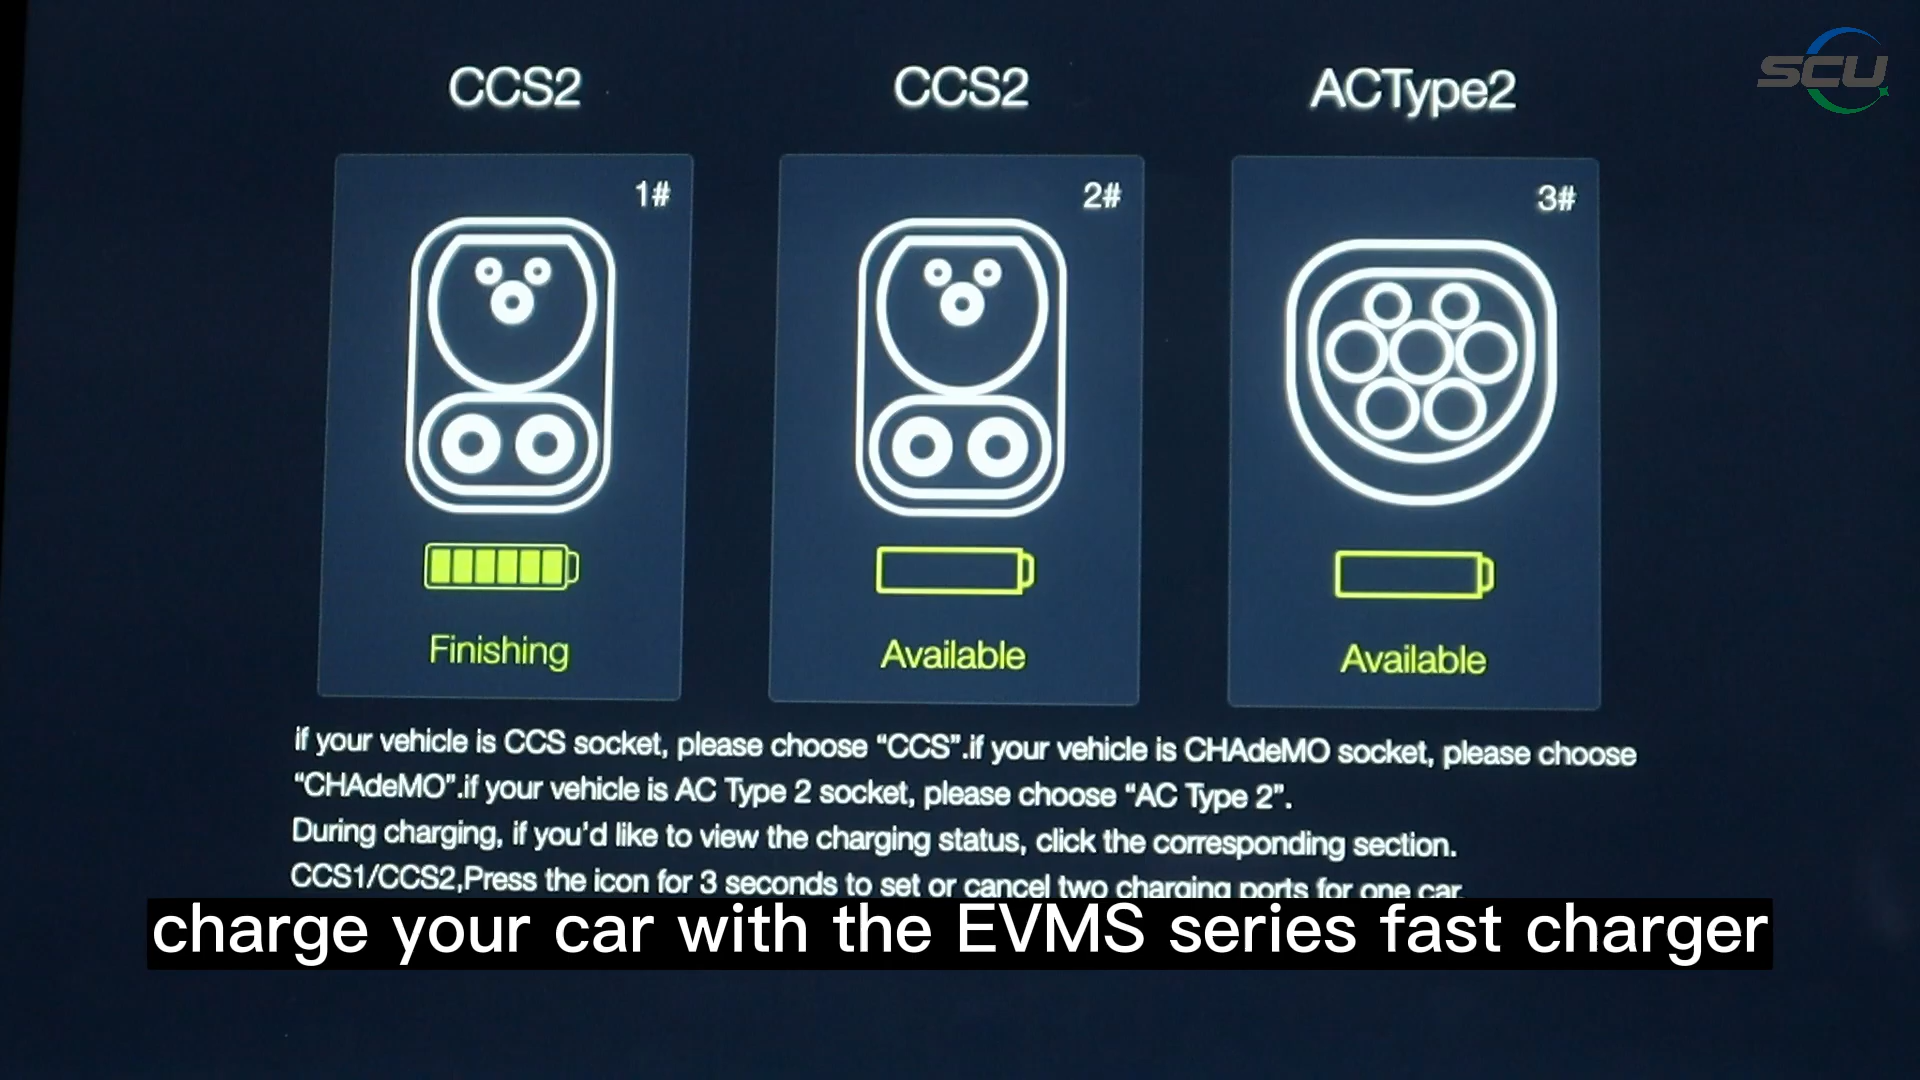 CCS2
CCS2
ACType2
SCU
1#
2#
3#
Finishing
Available
Available
if your vehicle is CCS socket, please choose “CCS”.if your vehicle is CHAdeMO socket, please choose
“CHAdeMO”.if your vehicle is AC Type 2 socket, please choose “AC Type 2”.
During charging, if you’d like to view the charging status, click the corresponding section.
CCS1/CCS2,Press the icon for 3 seconds to set or cancel two charging ports for one car.
charge your car with the EVMS series fast charger